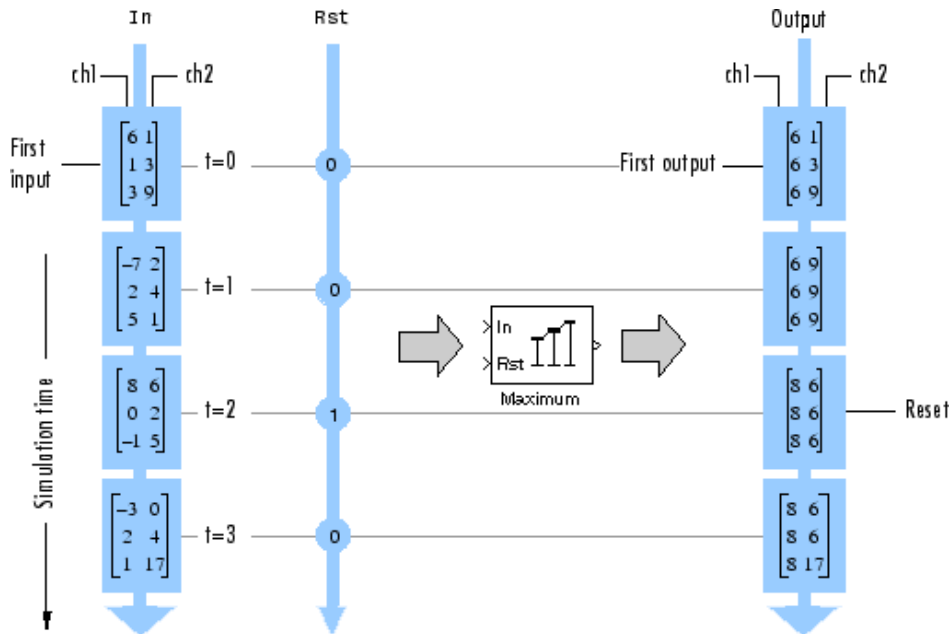 In Rst Output
ch1 ch2 ch1 ch2
First input
6 1
1 3
3 9
t=0
0
First output
6 1
6 3
6 9
-7 2
2 4
5 1
t=1
0
6 9
6 9
6 9
In
Rst
Maximum
8 6
0 2
-1 5
t=2
1
8 6
8 6
8 6
Reset
-3 0
2 4
1 17
t=3
0
8 6
8 6
8 17
Simulation time